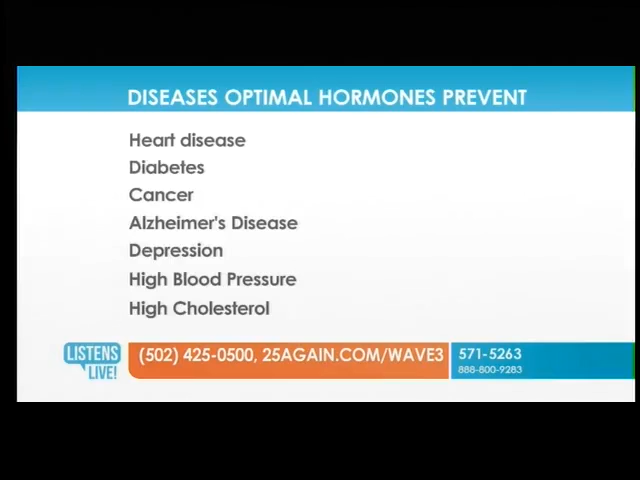 DISEASES OPTIMAL HORMONES PREVENT
Heart disease
Diabetes
Cancer
Alzheimer's Disease
Depression
High Blood Pressure
High Cholesterol
LISTENS
LIVE!
(502) 425-0500, 25AGAIN.COM/WAVE3
571-5263
888-800-9283